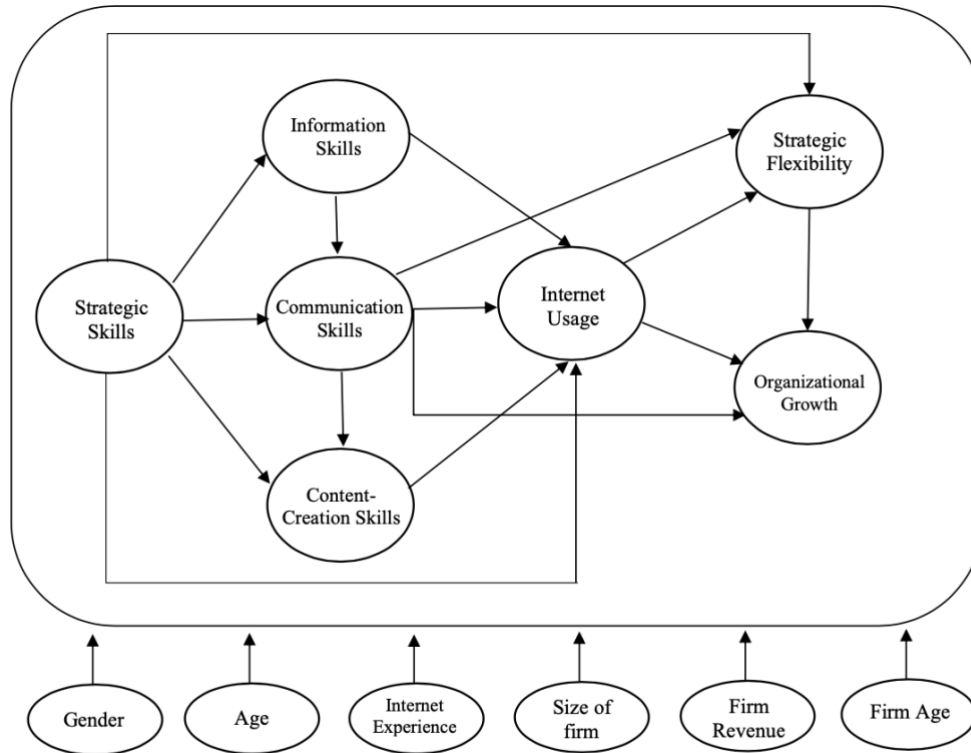 Information
Skills
Strategic
Flexibility
Strategic
Skills
Communication
Skills
Internet
Usage
Organizational
Growth
Content-
Creation Skills
Gender
Age
Internet
Experience
Size of
firm
Firm
Revenue
Firm Age